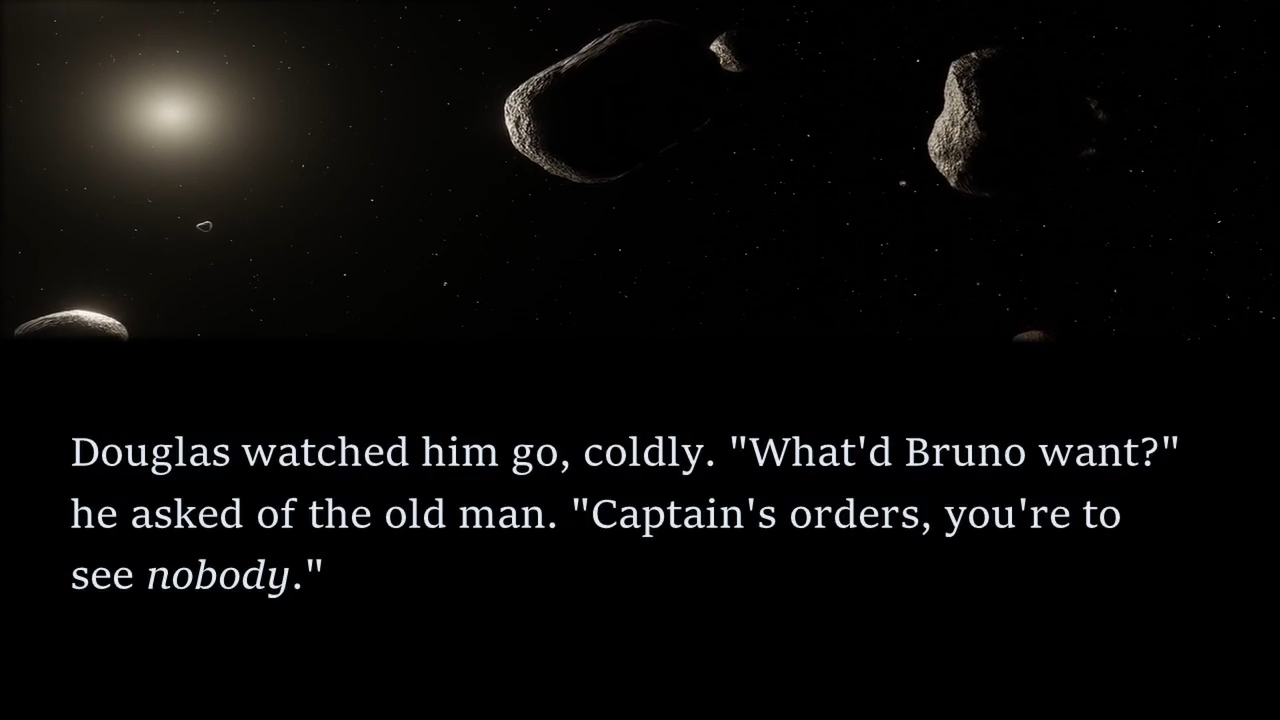 Douglas watched him go, coldly. "What'd Bruno want?"
he asked of the old man. "Captain's orders, you're to
see nobody."